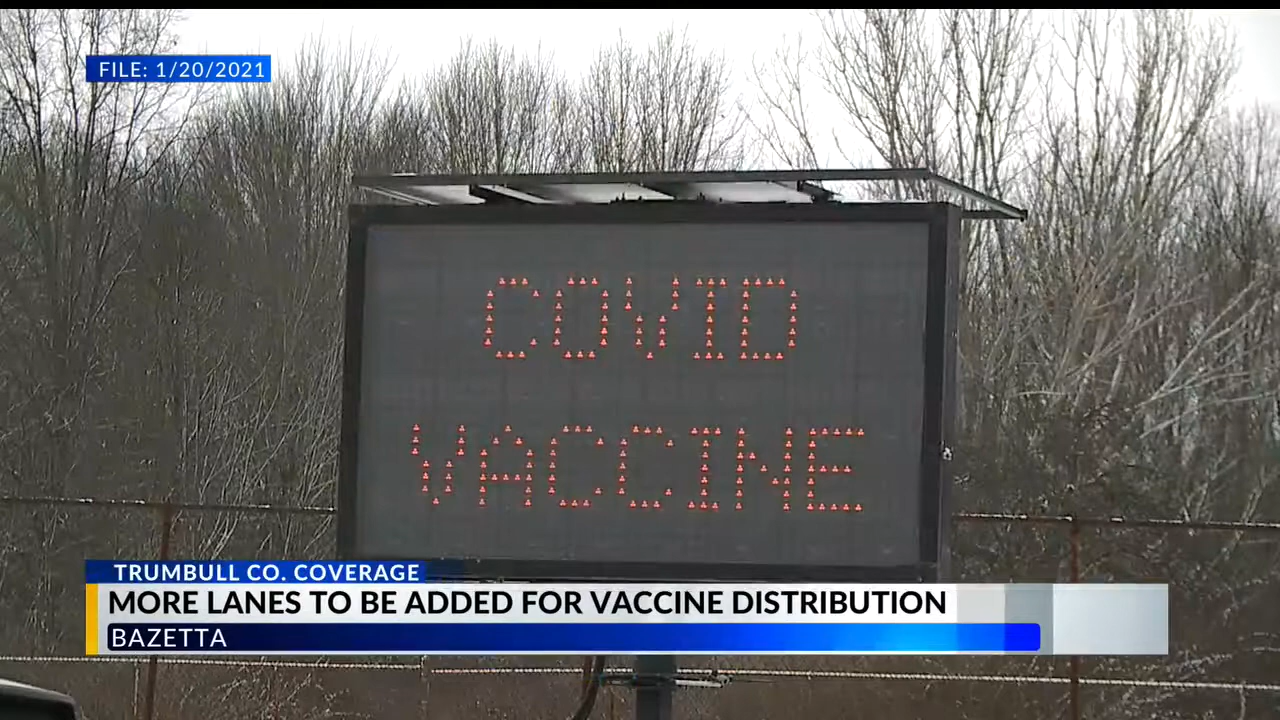 FILE: 1/20/2021
COVID
VACCINE
TRUMBULL CO. COVERAGE
MORE LANES TO BE ADDED FOR VACCINE DISTRIBUTION
BAZETTA